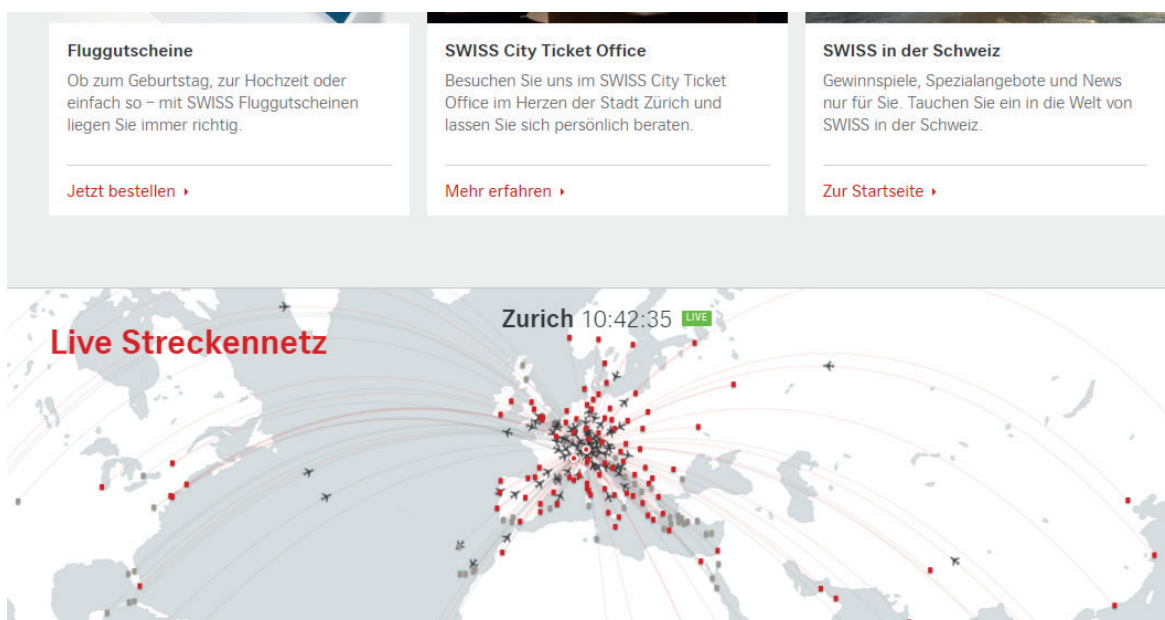 Fluggutscheine
Ob zum Geburtstag, zur Hochzeit oder
einfach so – mit SWISS Fluggutscheinen
liegen Sie immer richtig.
Jetzt bestellen
SWISS City Ticket Office
Besuchen Sie uns im SWISS City Ticket
Office im Herzen der Stadt Zürich und
lassen Sie sich persönlich beraten.
Mehr erfahren
SWISS in der Schweiz
Gewinnspiele, Spezialangebote und News
nur für Sie. Tauchen Sie ein in die Welt von
SWISS in der Schweiz.
Zur Startseite
Zurich 10:42:35 LIVE
Live Streckennetz